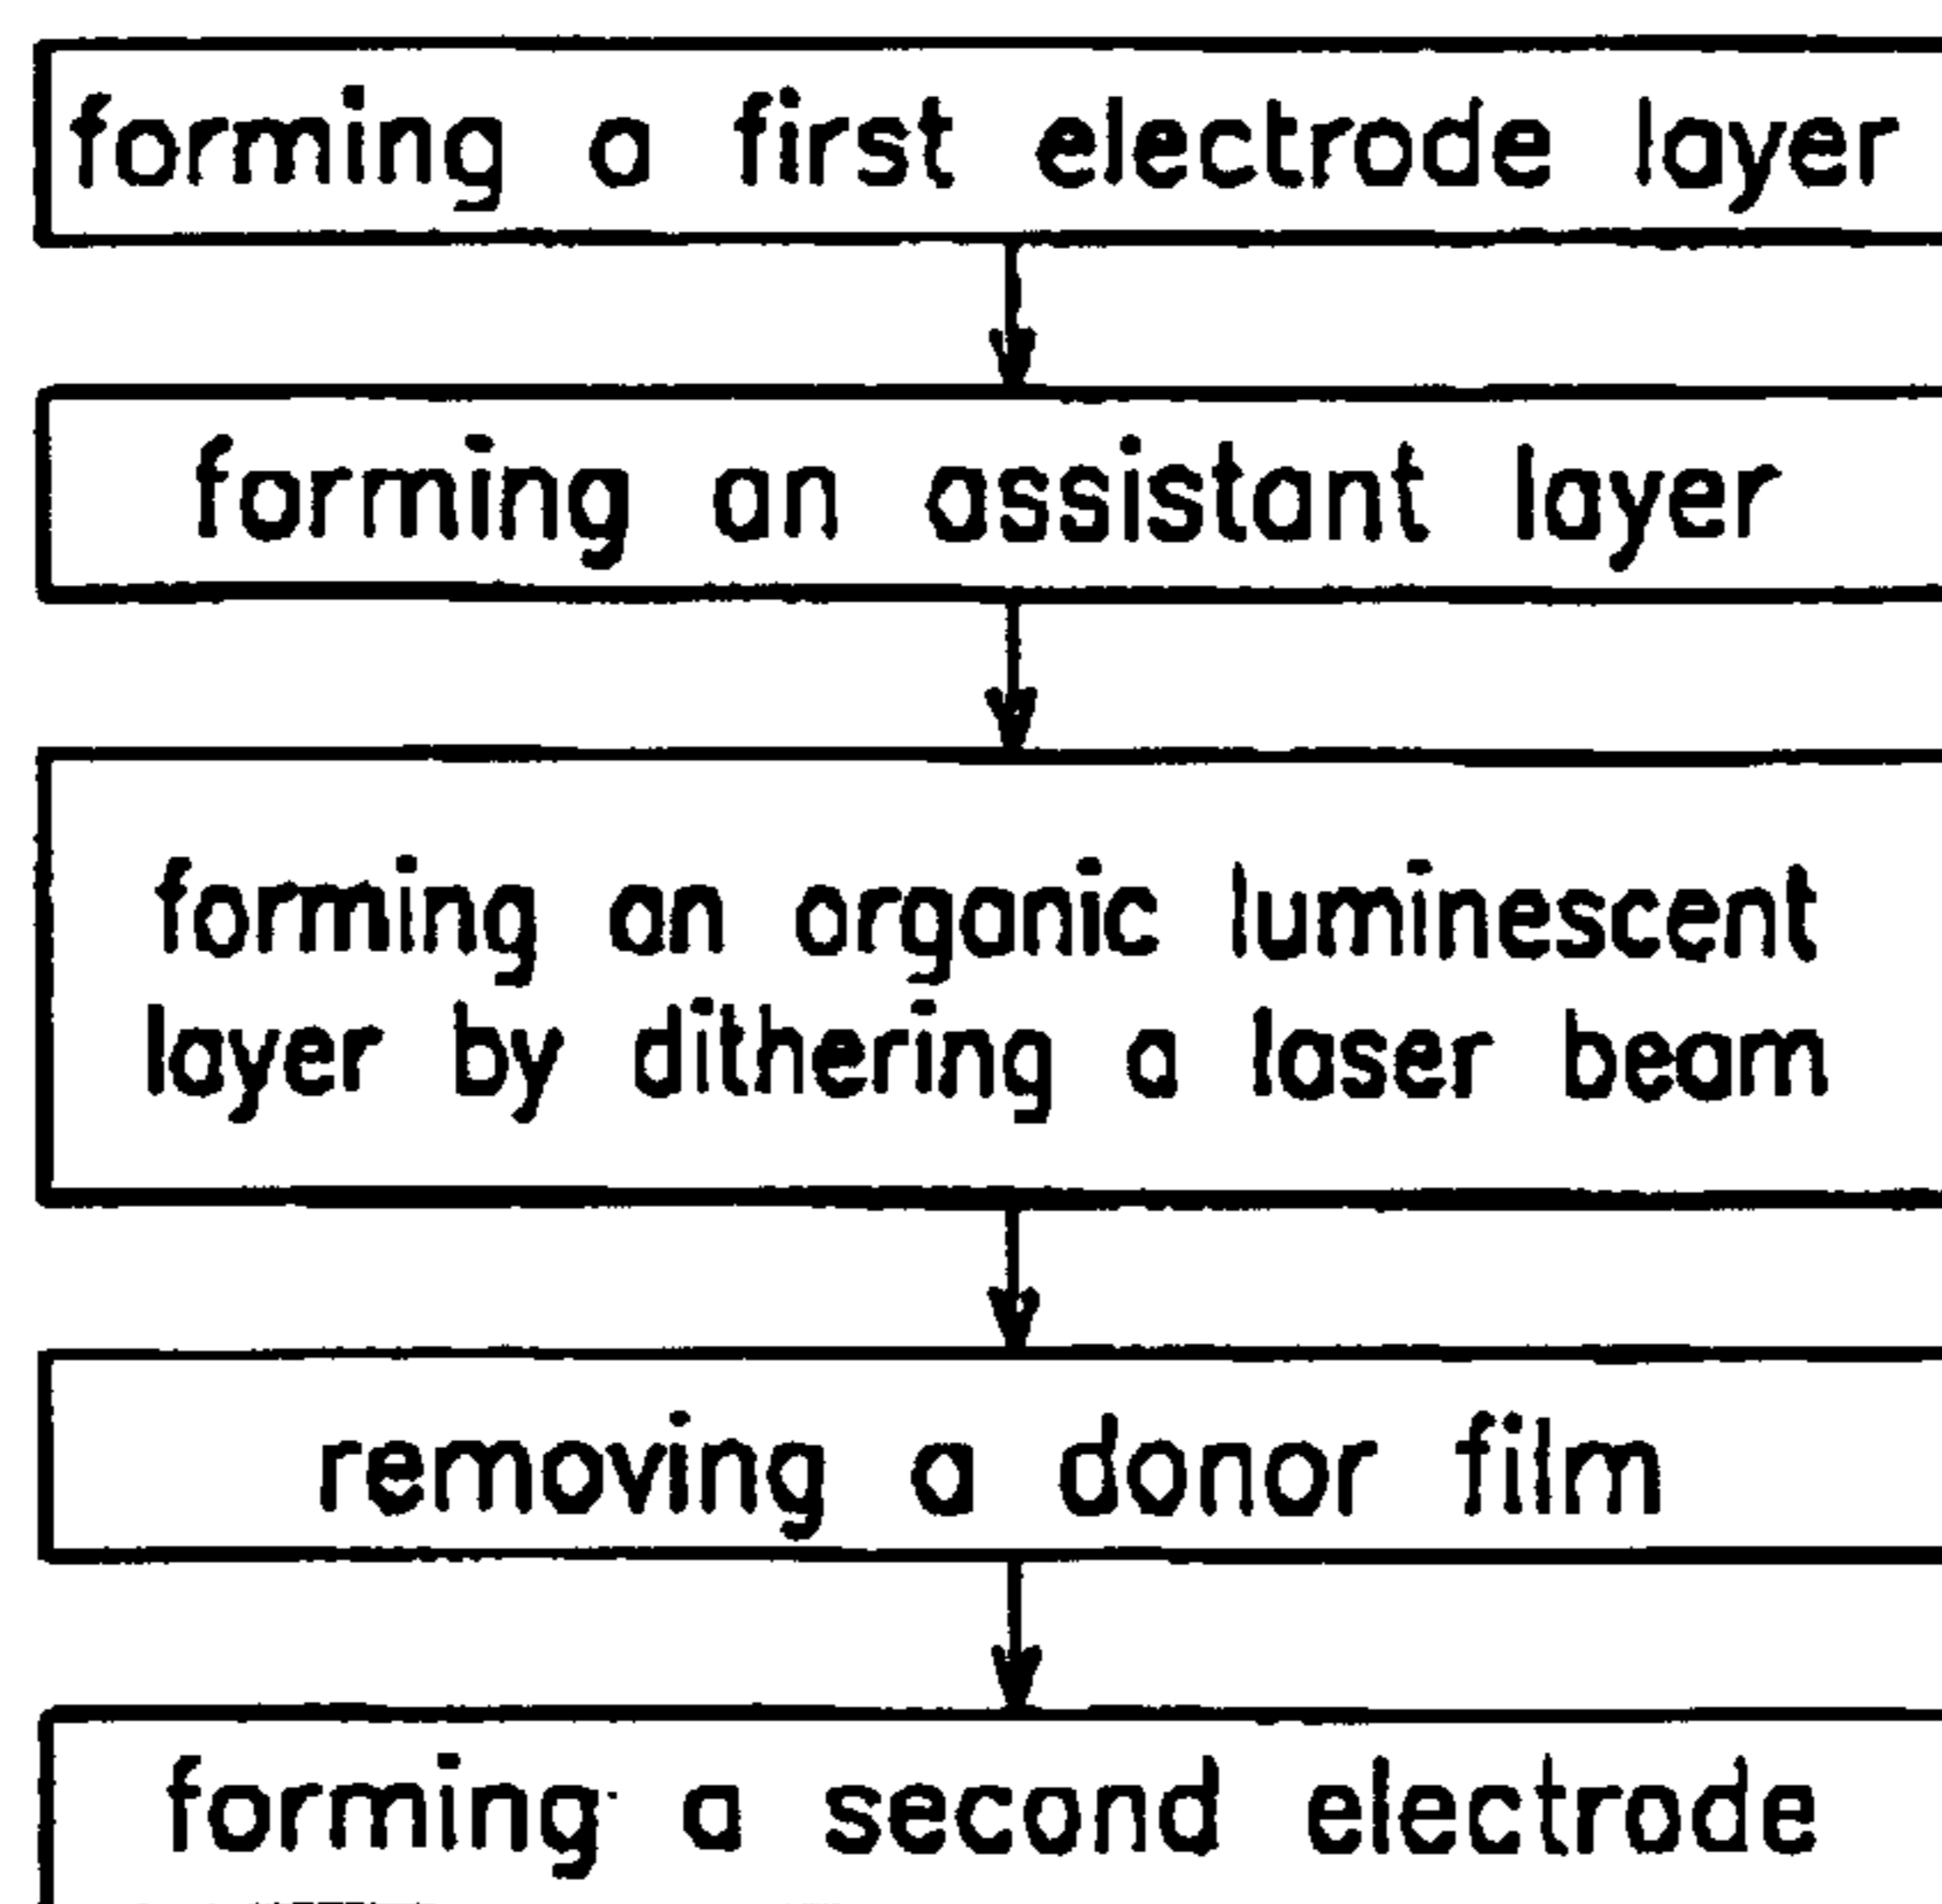 forming a first electrode layer
forming an assistant layer
forming an organic luminescent
layer by dithering a laser beam
removing a donor film
forming a second electrode